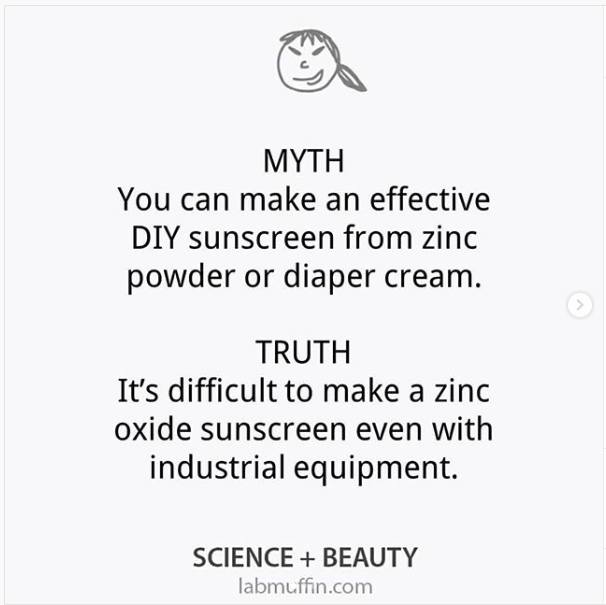 MYTH
You can make an effective
DIY sunscreen from zinc
powder or diaper cream.
TRUTH
It's difficult to make a zinc
oxide sunscreen even with
industrial equipment.
SCIENCE + BEAUTY
labmuffin.com